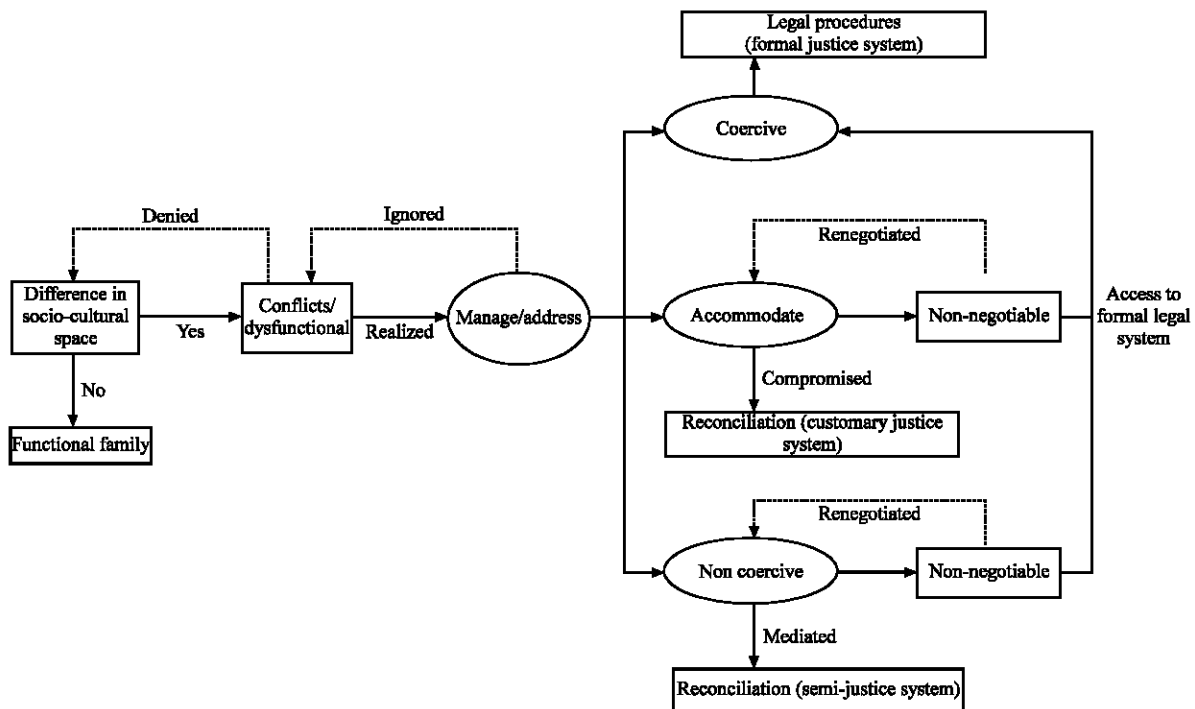 Legal procedures
(formal justice system)
Coercive
Denied
Ignored
Renegotiated
Difference in
socio-cultural
space
Yes
Conflicts/
dysfunctional
Realized
Manage/address
Accommodate
Non-negotiable
Access to
formal legal
system
No
Compromised
Functional family
Reconciliation (customary justice
system)
Renegotiated
Non coercive
Non-negotiable
Mediated
Reconciliation (semi-justice system)